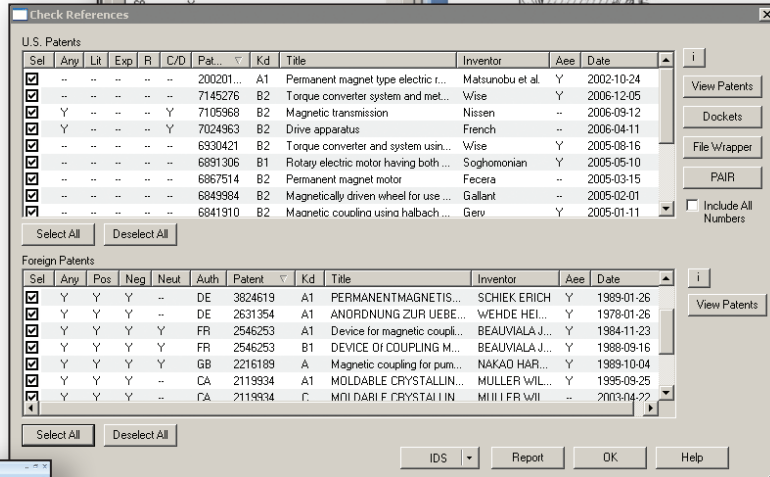 Check References
U.S. Patents
Sel Any Lit Exp R C/D Pat... Kd Title Inventor Aee Date
-- -- -- -- -- 200201... A1 Permanent magnet type electric r... Matsunobu et al. Y 2002-10-24
-- -- -- -- -- 7145276 B2 Torque converter system and met... Wise Y 2006-12-05
Y -- -- -- Y 7105968 B2 Magnetic transmission Nissen -- 2006-09-12
Y -- -- -- Y 7024963 B2 Drive apparatus French -- 2006-04-11
-- -- -- -- -- 6930421 B2 Torque converter and system usin... Wise Y 2005-08-16
-- -- -- -- -- 6891306 B1 Rotary electric motor having both ... Soghomonian Y 2005-05-10
-- -- -- -- -- 6867514 B2 Permanent magnet motor Fecera -- 2005-03-15
-- -- -- -- -- 6849984 B2 Magnetically driven wheel for use ... Gallant -- 2005-02-01
-- -- -- -- -- 6841910 B2 Magnetic coupling using halbach ... Gery Y 2005-01-11
i
View Patents
Dockets
File Wrapper
PAIR
Include All
Numbers
Select All Deselect All
Foreign Patents
Sel Any Pos Neg Neut Auth Patent Kd Title Inventor Aee Date
Y Y Y -- DE 3824619 A1 PERMANENTMAGNETIS... SCHIEK ERICH Y 1989-01-26
Y Y Y -- DE 2631354 A1 ANORDNUNG ZUR UEBE... WEHDE HEI... Y 1978-01-26
Y Y Y Y FR 2546253 A1 Device for magnetic coupli... BEAUVIALA J... Y 1984-11-23
Y Y Y Y FR 2546253 B1 DEVICE Of COUPLING M... BEAUVIALA J... Y 1988-09-16
Y Y Y Y GB 2216189 A Magnetic coupling for pum... NAKAO HAR... Y 1989-10-04
Y Y Y -- CA 2119934 A1 MOLDABLE CRYSTALLIN... MULLER WIL... Y 1995-09-25
Y Y Y -- CA 2119934 C MOLDABLE CRYSTALLIN... MULLER WIL... -- 2003-04-22
i
View Patents
Select All Deselect All
IDS Report OK Help